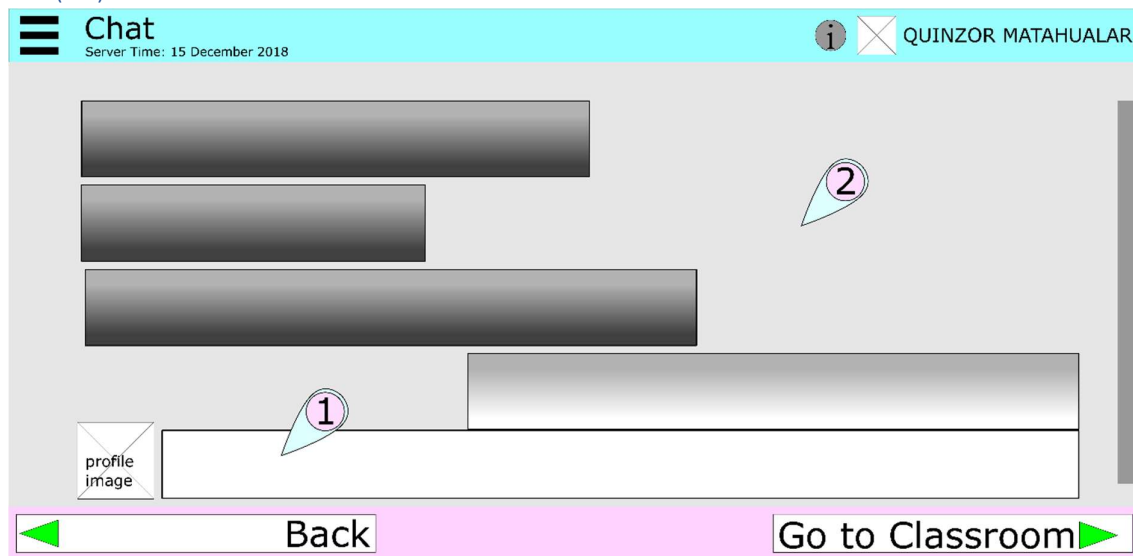 Chat
Server Time: 15 December 2018
i
QUINZOR MATAHUALAR
2
1
profile
image
Back
Go to Classroom